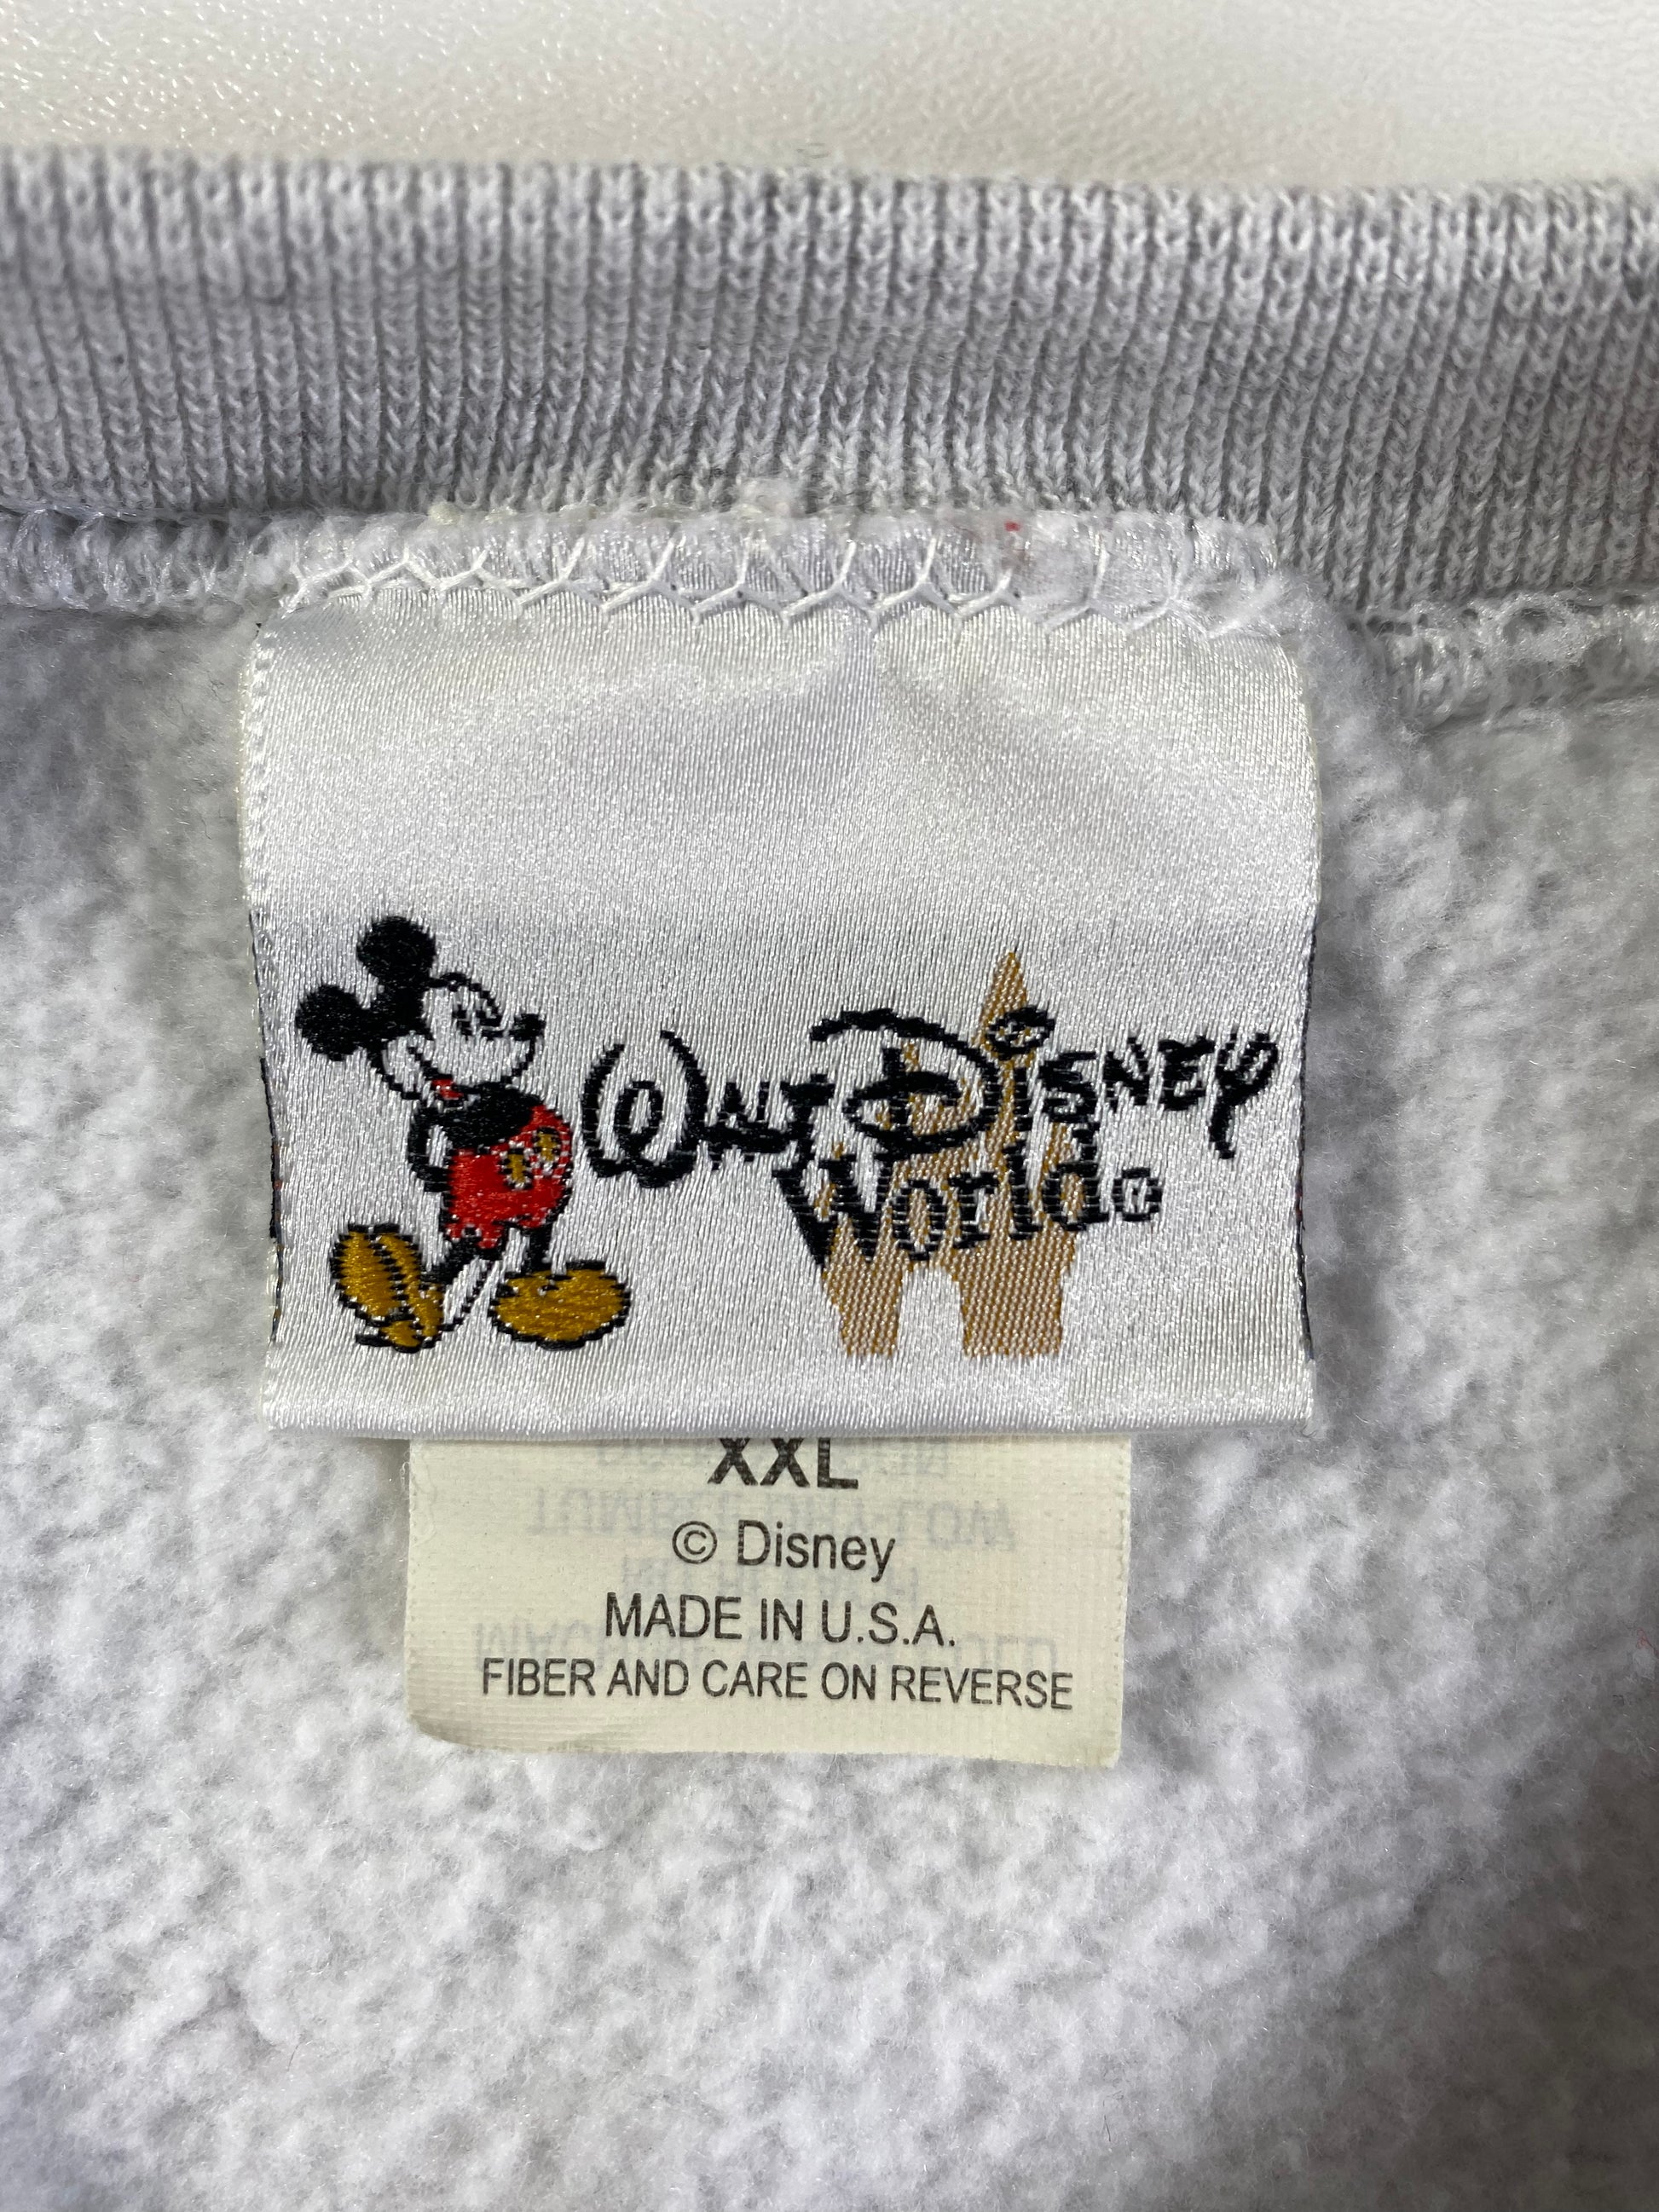 Walt Disney
World®
XXL
© Disney
MADE IN U.S.A.
FIBER AND CARE ON REVERSE